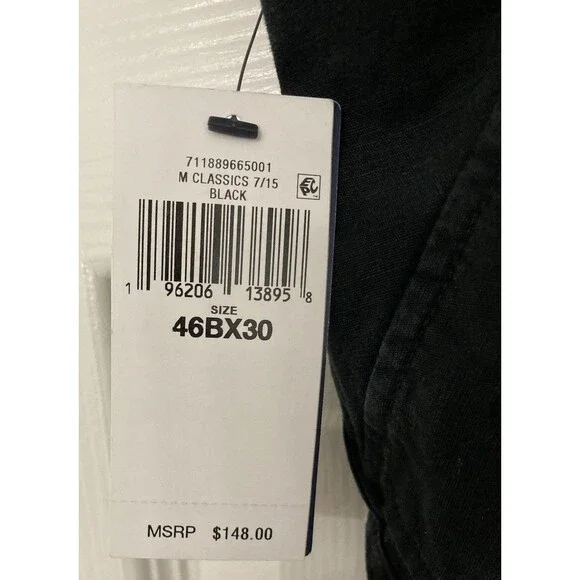 711889665001
M CLASSICS 7/15
BLACK
1 96206 13895 8
SIZE
46BX30
MSRP $148.00